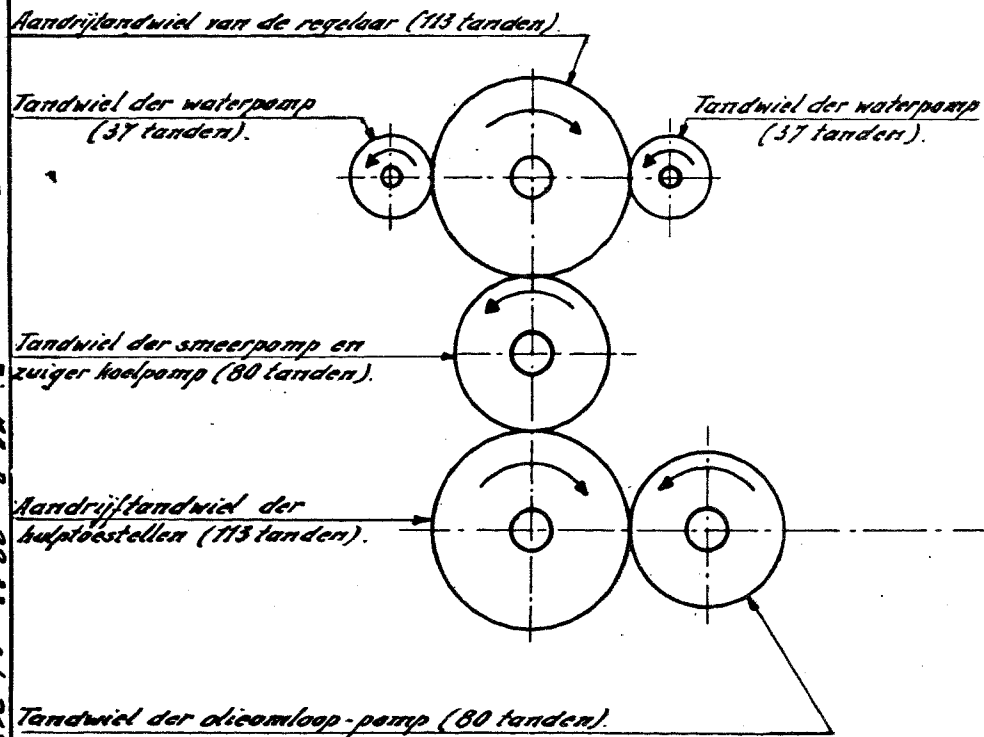 Aandrijtandwiel van de regelaar (113 tanden).
Tandwiel der waterpomp
(37 tanden).
Tandwiel der waterpomp
(37 tanden).
Tandwiel der smeerpomp en
zuiger koelpomp (80 tanden).
Aandrijftandwiel der
hulptoestellen (113 tanden).
Tandwiel der olieomloop-pomp (80 tanden).